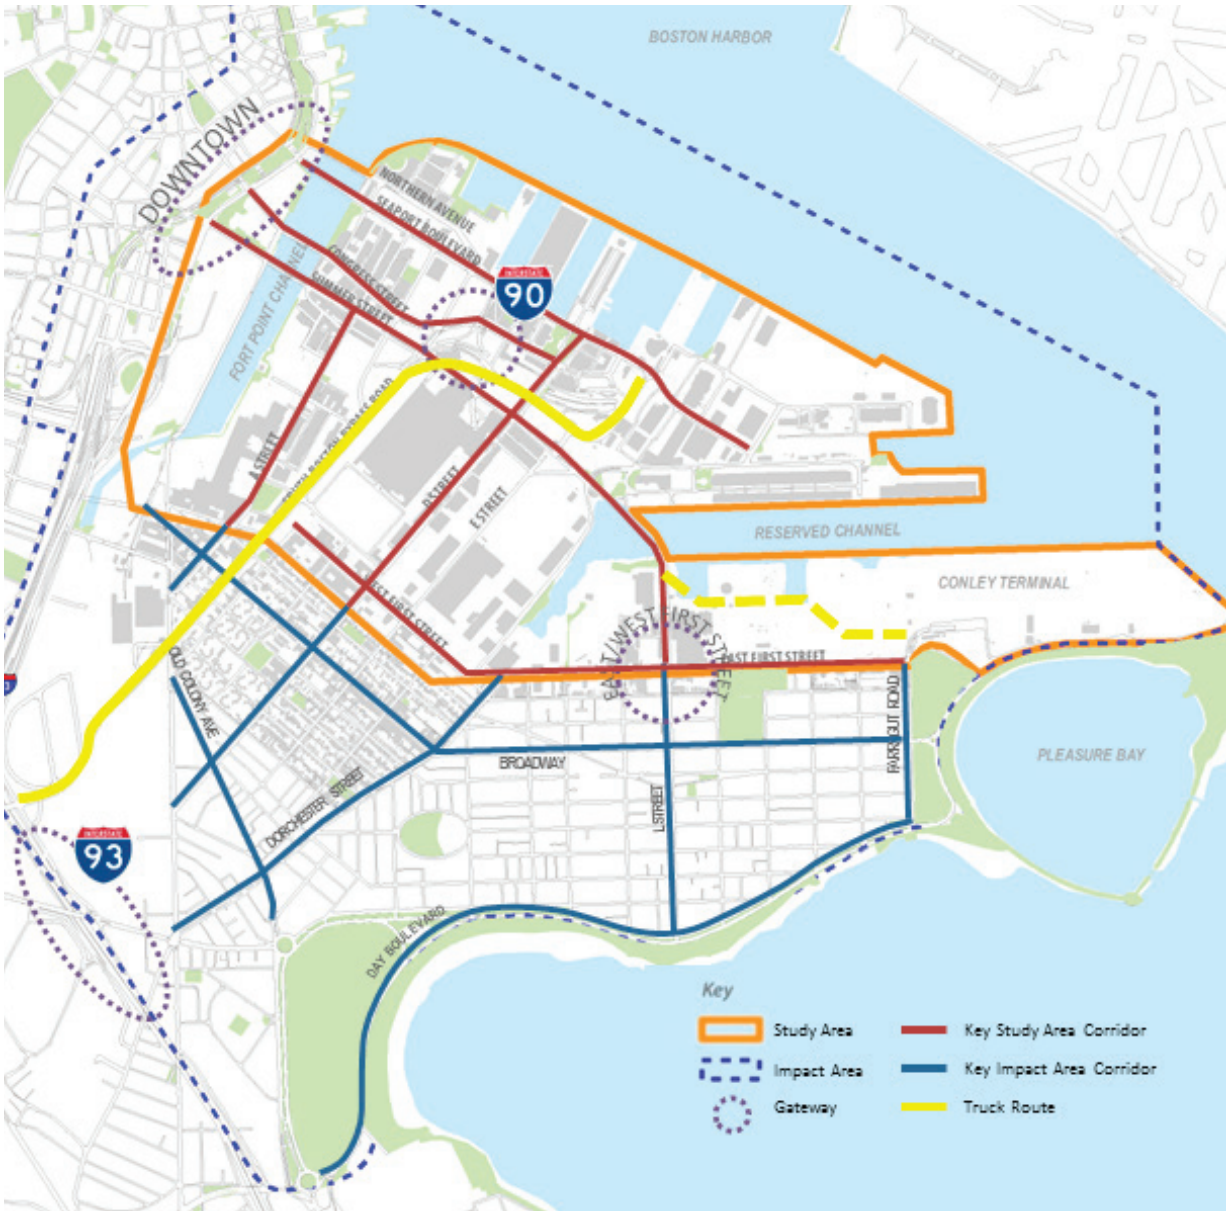 BOSTON HARBOR
DOWNTOWN
NORTHERN AVENUE
SEAPORT BOULEVARD
CONGRESS STREET
SUMMER STREET
FORT POINT CHANNEL
INTERSTATE
90
A STREET
SOUTH BOSTON BYPASS ROAD
D STREET
E STREET
RESERVED CHANNEL
CONLEY TERMINAL
WEST FIRST STREET
EAST/WEST FIRST STREET
EAST FIRST STREET
OLD COLONY AVE
FARRGUT ROAD
PLEASURE BAY
BROADWAY
L STREET
DORCHESTER STREET
INTERSTATE
93
DAY BOULEVARD
Key
Study Area
Key Study Area Corridor
Impact Area
Key Impact Area Corridor
Gateway
Truck Route